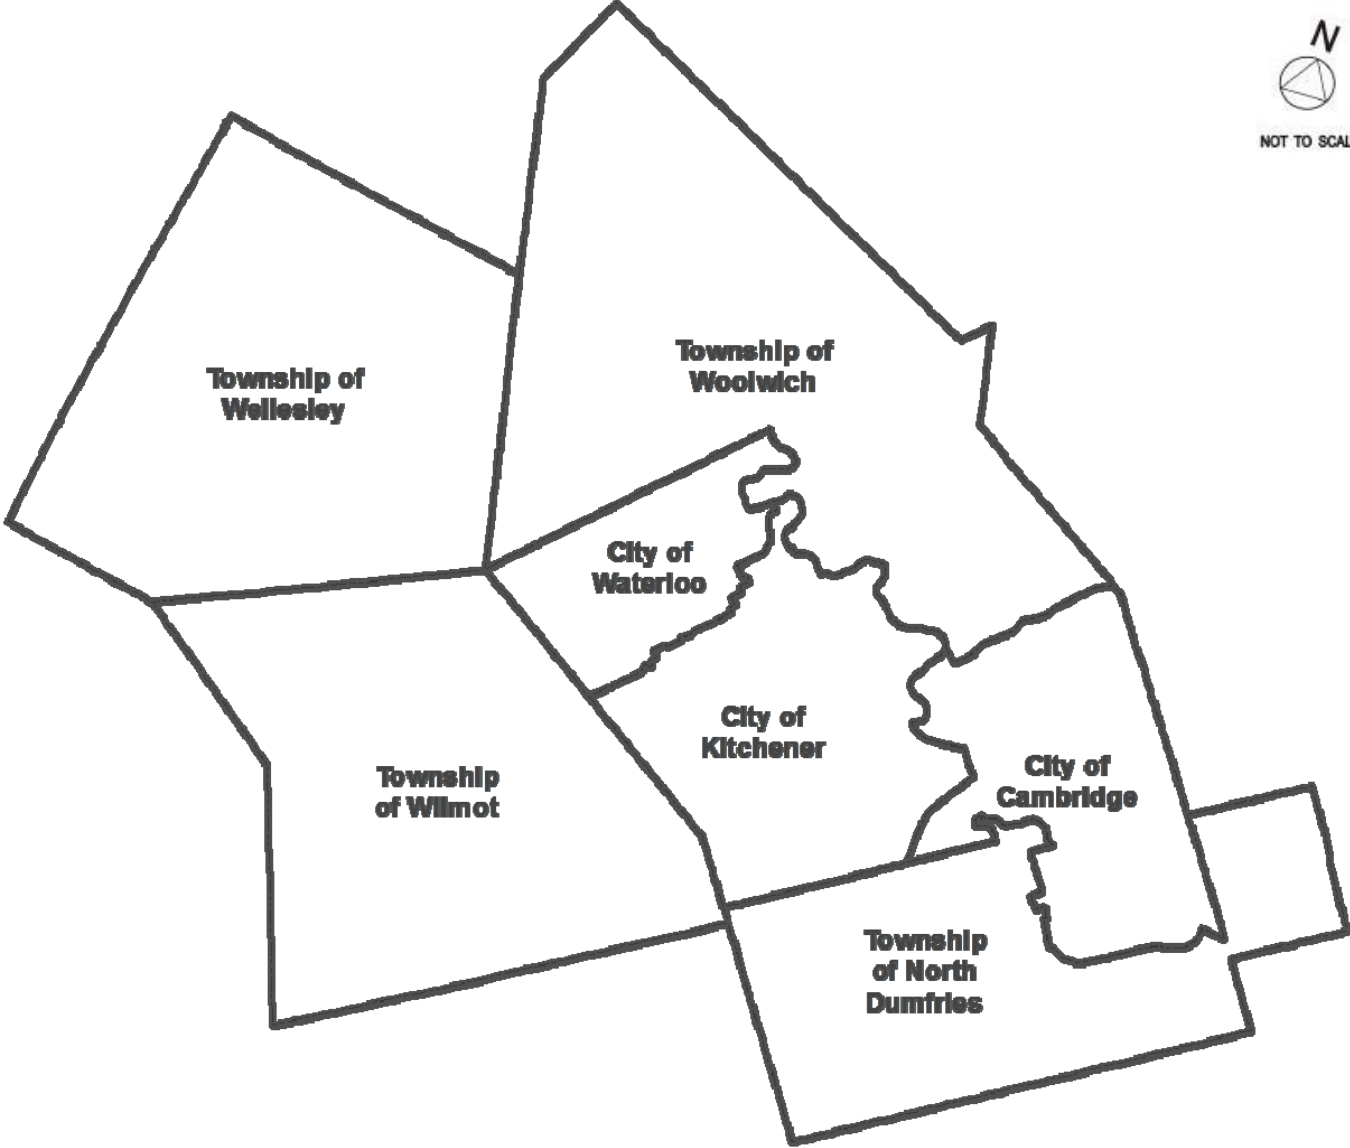 N
NOT TO SCAL
Township of
Woolwich
Township of
Wellesley
City of
Waterloo
City of
Kitchener
City of
Cambridge
Township
of Wilmot
Township
of North
Dumfries